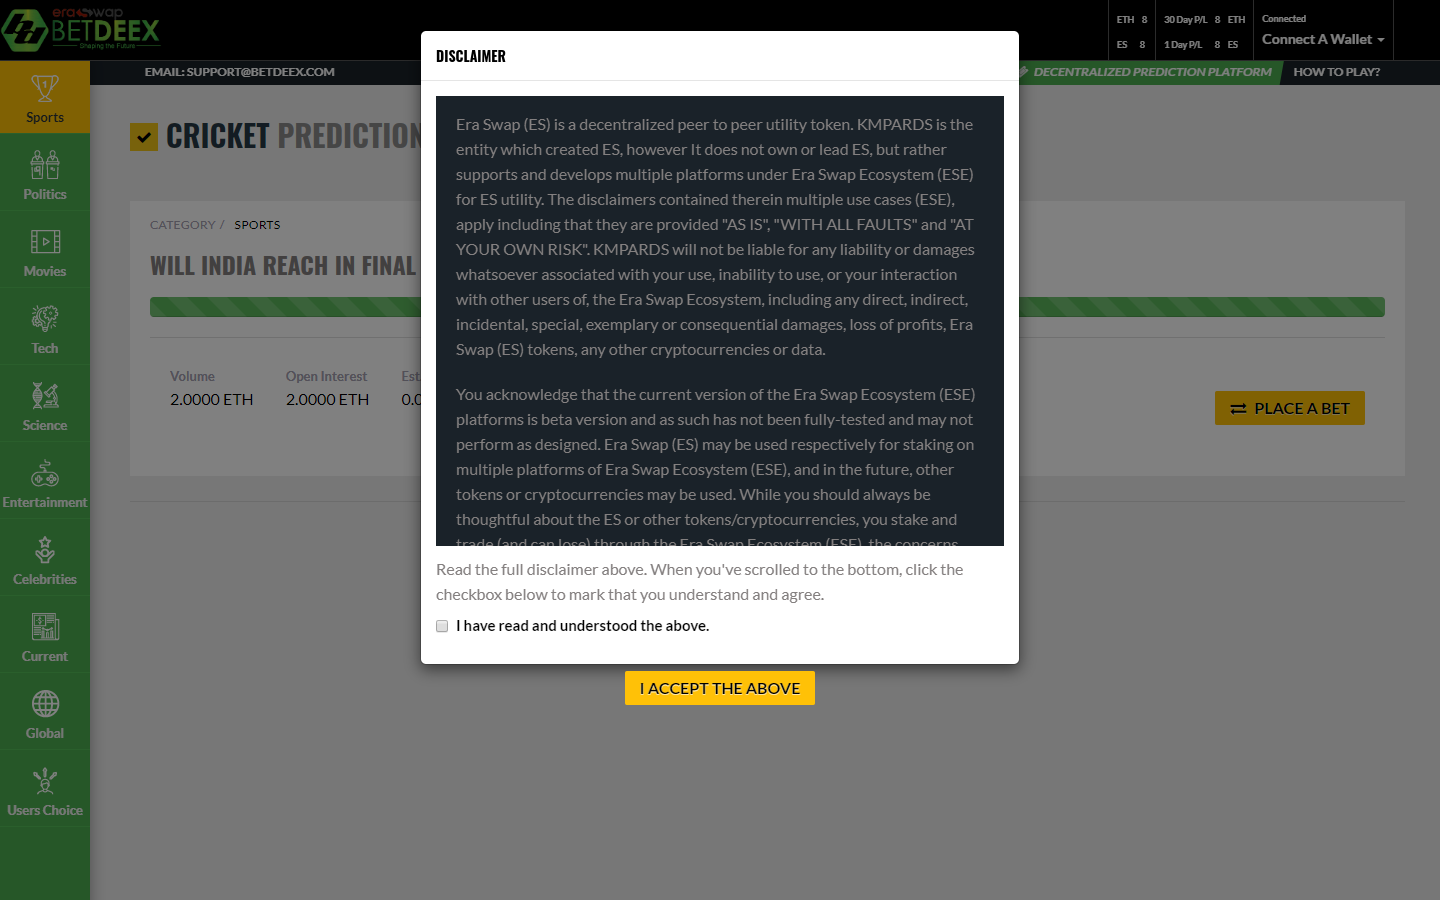 era swap
BETDEEX
Shaping the Future
ETH 8
30 Day P/L 8 ETH
Connected
ES 8
1 Day P/L 8 ES
Connect A Wallet
EMAIL: SUPPORT@BETDEEX.COM
DECENTRALIZED PREDICTION PLATFORM
HOW TO PLAY?
Sports
Politics
Movies
Tech
Science
Entertainment
Celebrities
Current
Global
Users Choice
CRICKET PREDICTION
CATEGORY / SPORTS
WILL INDIA REACH IN FINAL
Volume
2.0000 ETH
Open Interest
2.0000 ETH
Est
0.0
PLACE A BET
DISCLAIMER
Era Swap (ES) is a decentralized peer to peer utility token. KMPARDS is the
entity which created ES, however It does not own or lead ES, but rather
supports and develops multiple platforms under Era Swap Ecosystem (ESE)
for ES utility. The disclaimers contained therein multiple use cases (ESE),
apply including that they are provided "AS IS", "WITH ALL FAULTS" and "AT
YOUR OWN RISK". KMPARDS will not be liable for any liability or damages
whatsoever associated with your use, inability to use, or your interaction
with other users of, the Era Swap Ecosystem, including any direct, indirect,
incidental, special, exemplary or consequential damages, loss of profits, Era
Swap (ES) tokens, any other cryptocurrencies or data.
You acknowledge that the current version of the Era Swap Ecosystem (ESE)
platforms is beta version and as such has not been fully-tested and may not
perform as designed. Era Swap (ES) may be used respectively for staking on
multiple platforms of Era Swap Ecosystem (ESE), and in the future, other
tokens or cryptocurrencies may be used. While you should always be
thoughtful about the ES or other tokens/cryptocurrencies, you stake and
trade (and can lose) through the Era Swap Ecosystem (ESE), the concerns
Read the full disclaimer above. When you've scrolled to the bottom, click the
checkbox below to mark that you understand and agree.
I have read and understood the above.
I ACCEPT THE ABOVE